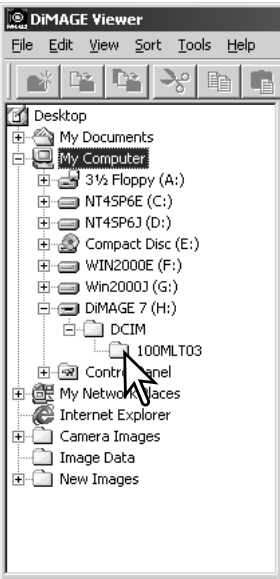 DiMAGE Viewer
File Edit View Sort Tools Help
Desktop
My Documents
My Computer
3½ Floppy (A:)
NT4SP6E (C:)
NT4SP6J (D:)
Compact Disc (E:)
WIN2000E (F:)
Win2000J (G:)
DiMAGE 7 (H:)
DCIM
100MLT03
Control Panel
My Network Places
Internet Explorer
Camera Images
Image Data
New Images